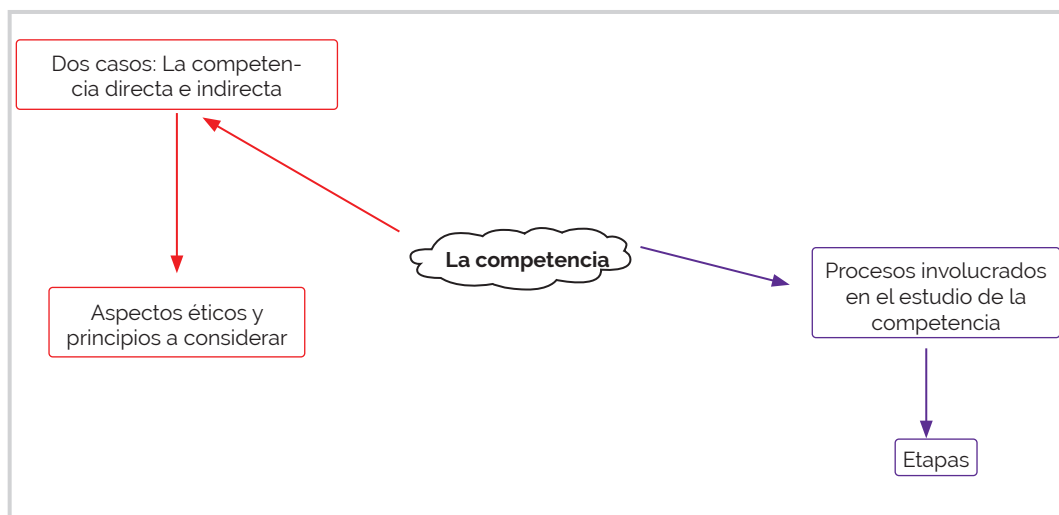 Dos casos: La competen-
cia directa e indirecta
La competencia
Procesos involucrados
en el estudio de la
competencia
Aspectos éticos y
principios a considerar
Etapas